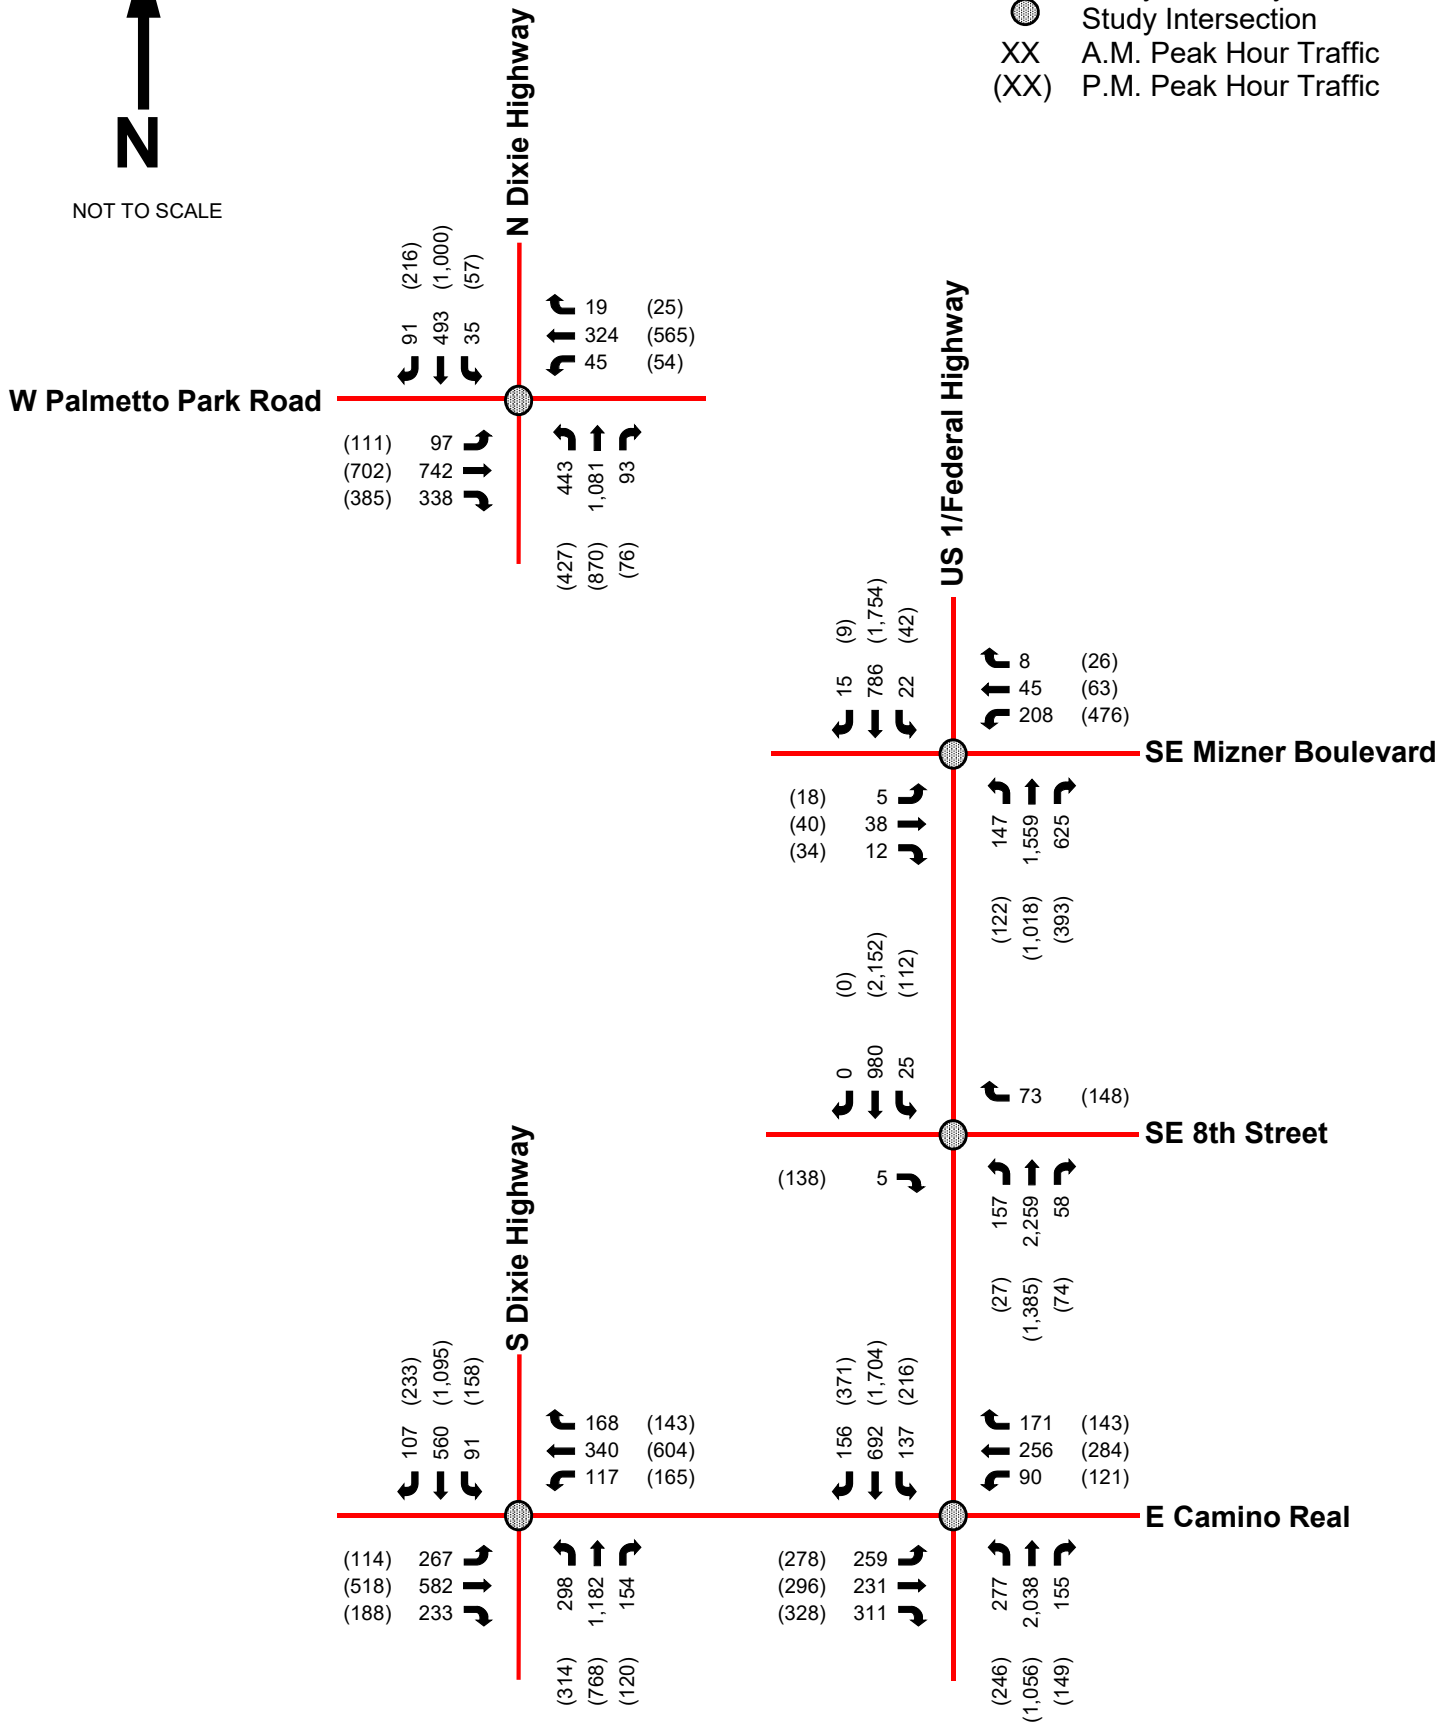 Study Intersection
XX A.M. Peak Hour Traffic
(XX) P.M. Peak Hour Traffic
N
NOT TO SCALE
N Dixie Highway
(216) (1,000) (57)
91 493 35
19 (25)
324 (565)
45 (54)
W Palmetto Park Road
(111) 97
(702) 742
(385) 338
443 1,081 93
(427) (870) (76)
US 1/Federal Highway
(9) (1,754) (42)
15 786 22
8 (26)
45 (63)
208 (476)
SE Mizner Boulevard
(18) 5
(40) 38
(34) 12
147 1,559 625
(122) (1,018) (393)
(0) (2,152) (112)
0 980 25
73 (148)
SE 8th Street
(138) 5
157 2,259 58
(27) (1,385) (74)
S Dixie Highway
(233) (1,095) (158)
107 560 91
168 (143)
340 (604)
117 (165)
(371) (1,704) (216)
156 692 137
171 (143)
256 (284)
90 (121)
E Camino Real
(114) 267
(518) 582
(188) 233
298 1,182 154
(314) (768) (120)
(278) 259
(296) 231
(328) 311
277 2,038 155
(246) (1,056) (149)